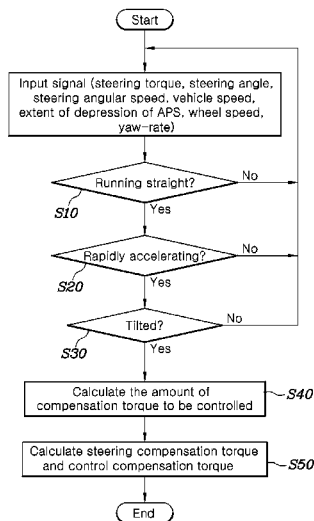 Start
Input signal (steering torque, steering angle,
steering angular speed, vehicle speed,
extent of depression of APS, wheel speed,
yaw-rate)
Running straight?
No
S10
Yes
Rapidly accelerating?
No
S20
Yes
Tilted?
No
S30
Yes
Calculate the amount of
compensation torque to be controlled
S40
Calculate steering compensation torque
and control compensation torque
S50
End